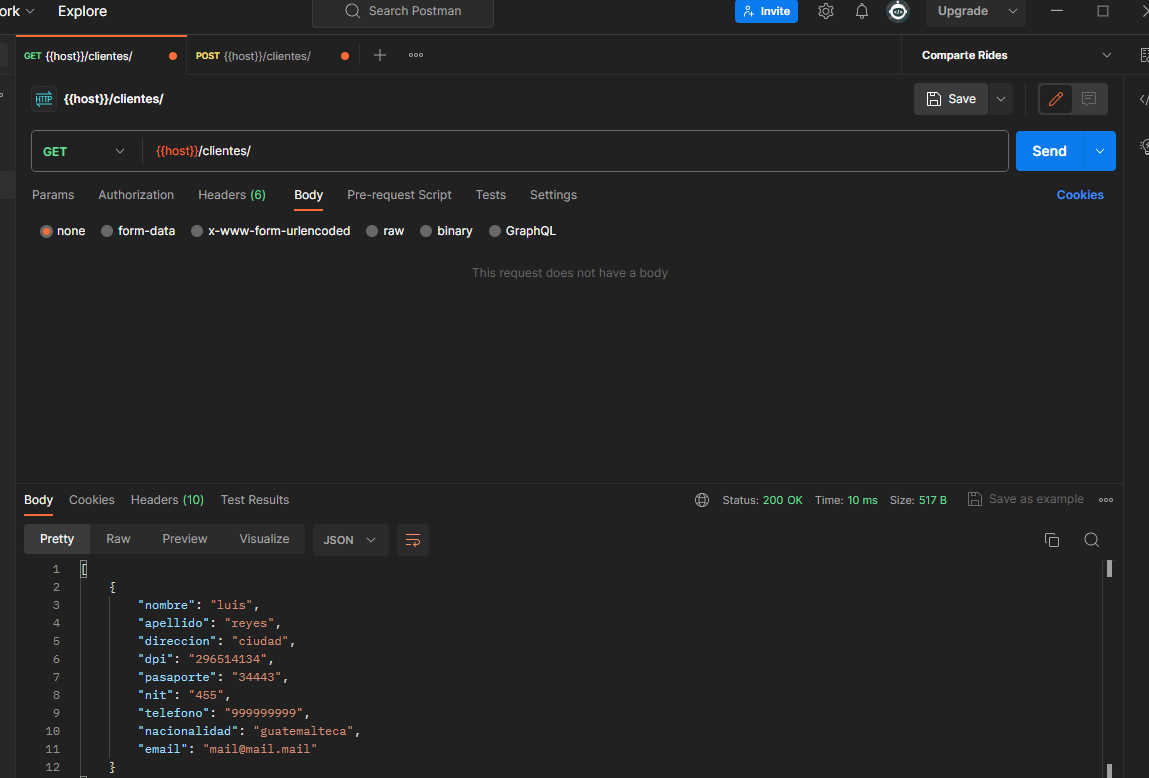 ork Explore Search Postman Invite Upgrade
GET {{host}}/clientes/ POST {{host}}/clientes/ Comparte Rides
HTTP {{host}}/clientes/ Save
GET {{host}}/clientes/ Send
Params Authorization Headers (6) Body Pre-request Script Tests Settings Cookies
none form-data x-www-form-urlencoded raw binary GraphQL
This request does not have a body
Body Cookies Headers (10) Test Results Status: 200 OK Time: 10 ms Size: 517 B Save as example
Pretty Raw Preview Visualize JSON
1 [
2 {
3 "nombre": "luis",
4 "apellido": "reyes",
5 "direccion": "ciudad",
6 "dpi": "296514134",
7 "pasaporte": "34443",
8 "nit": "455",
9 "telefono": "999999999",
10 "nacionalidad": "guatemalteca",
11 "email": "mail@mail.mail"
12 }